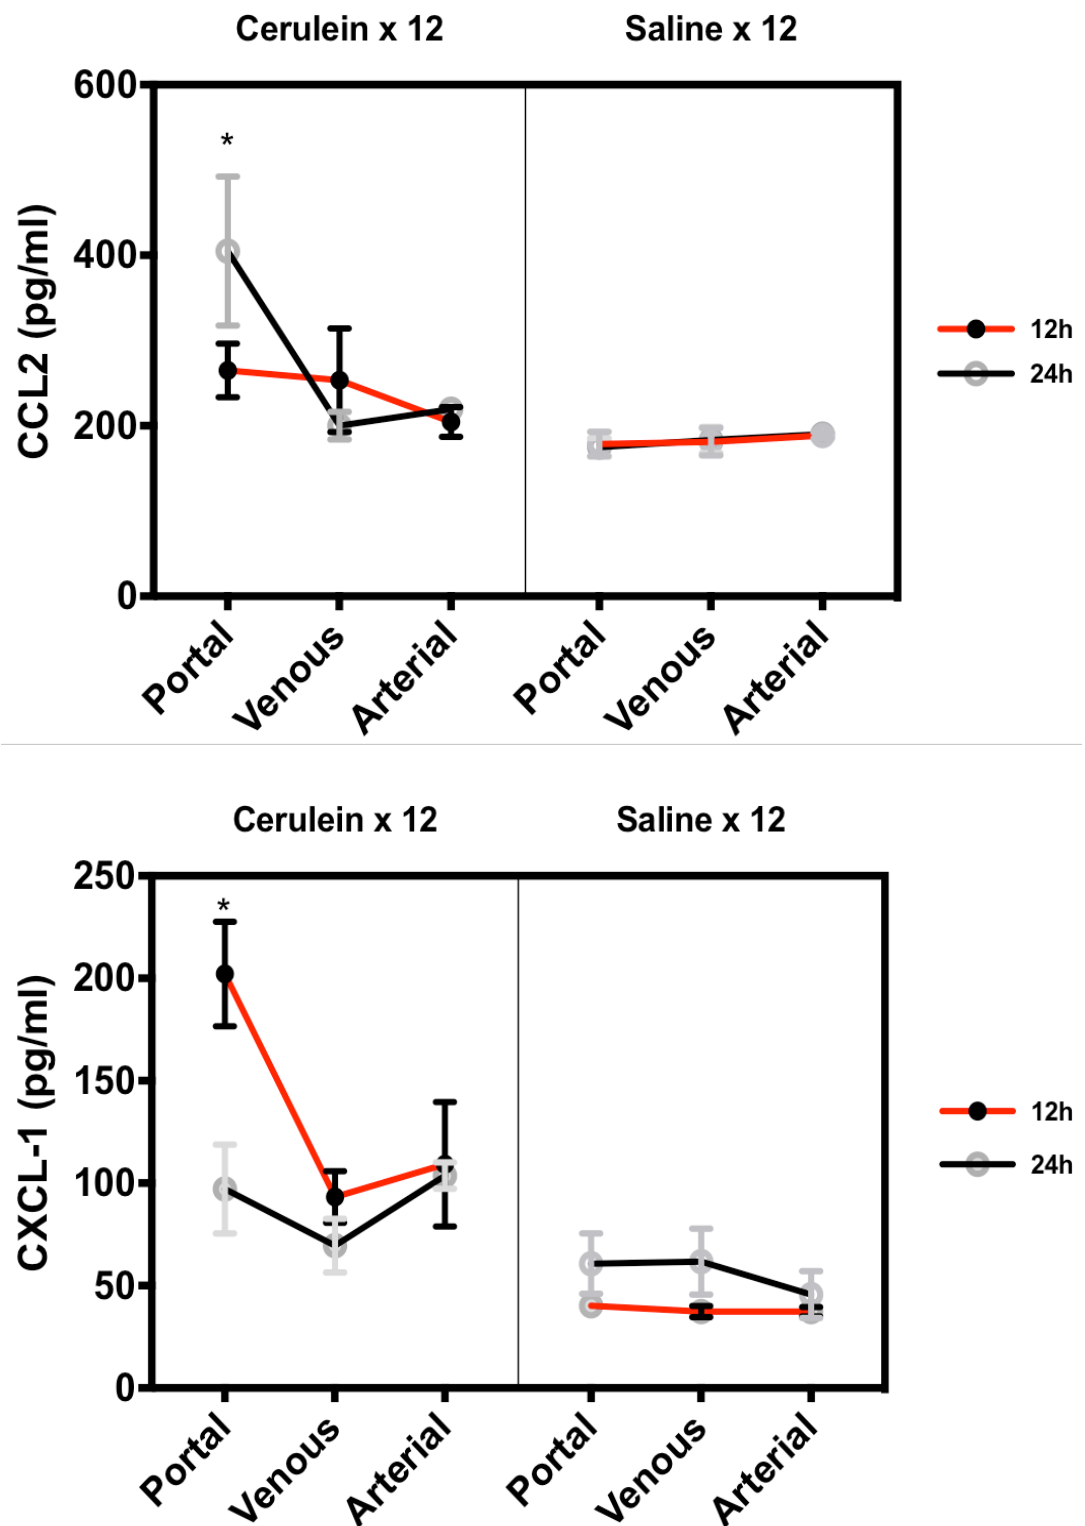 Cerulein x 12 Saline x 12
600
*
400
200
0
CCL2 (pg/ml)
12h
24h
Portal Venous Arterial Portal Venous Arterial
Cerulein x 12 Saline x 12
250
*
200
150
100
50
0
CXCL-1 (pg/ml)
12h
24h
Portal Venous Arterial Portal Venous Arterial